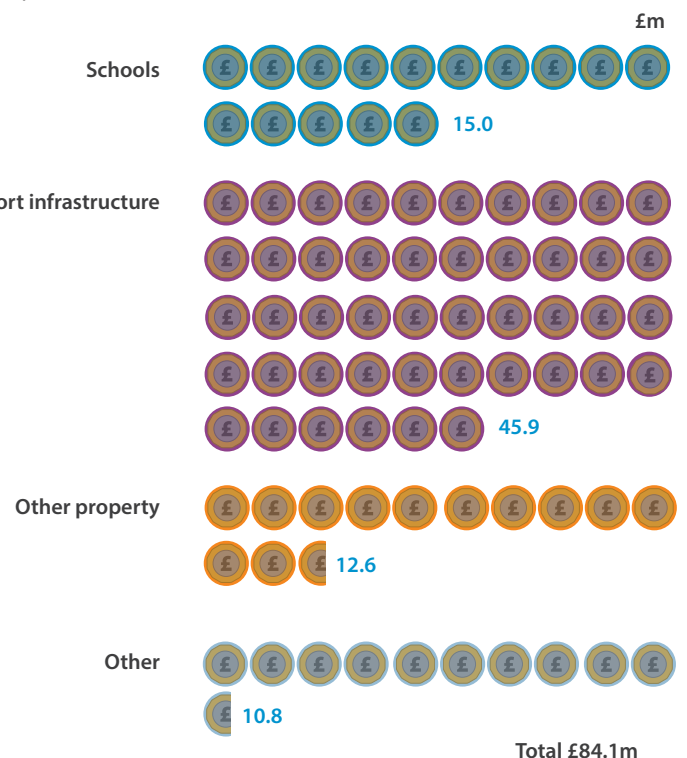 £m
Schools
15.0
ort infrastructure
45.9
Other property
12.6
Other
10.8
Total £84.1m